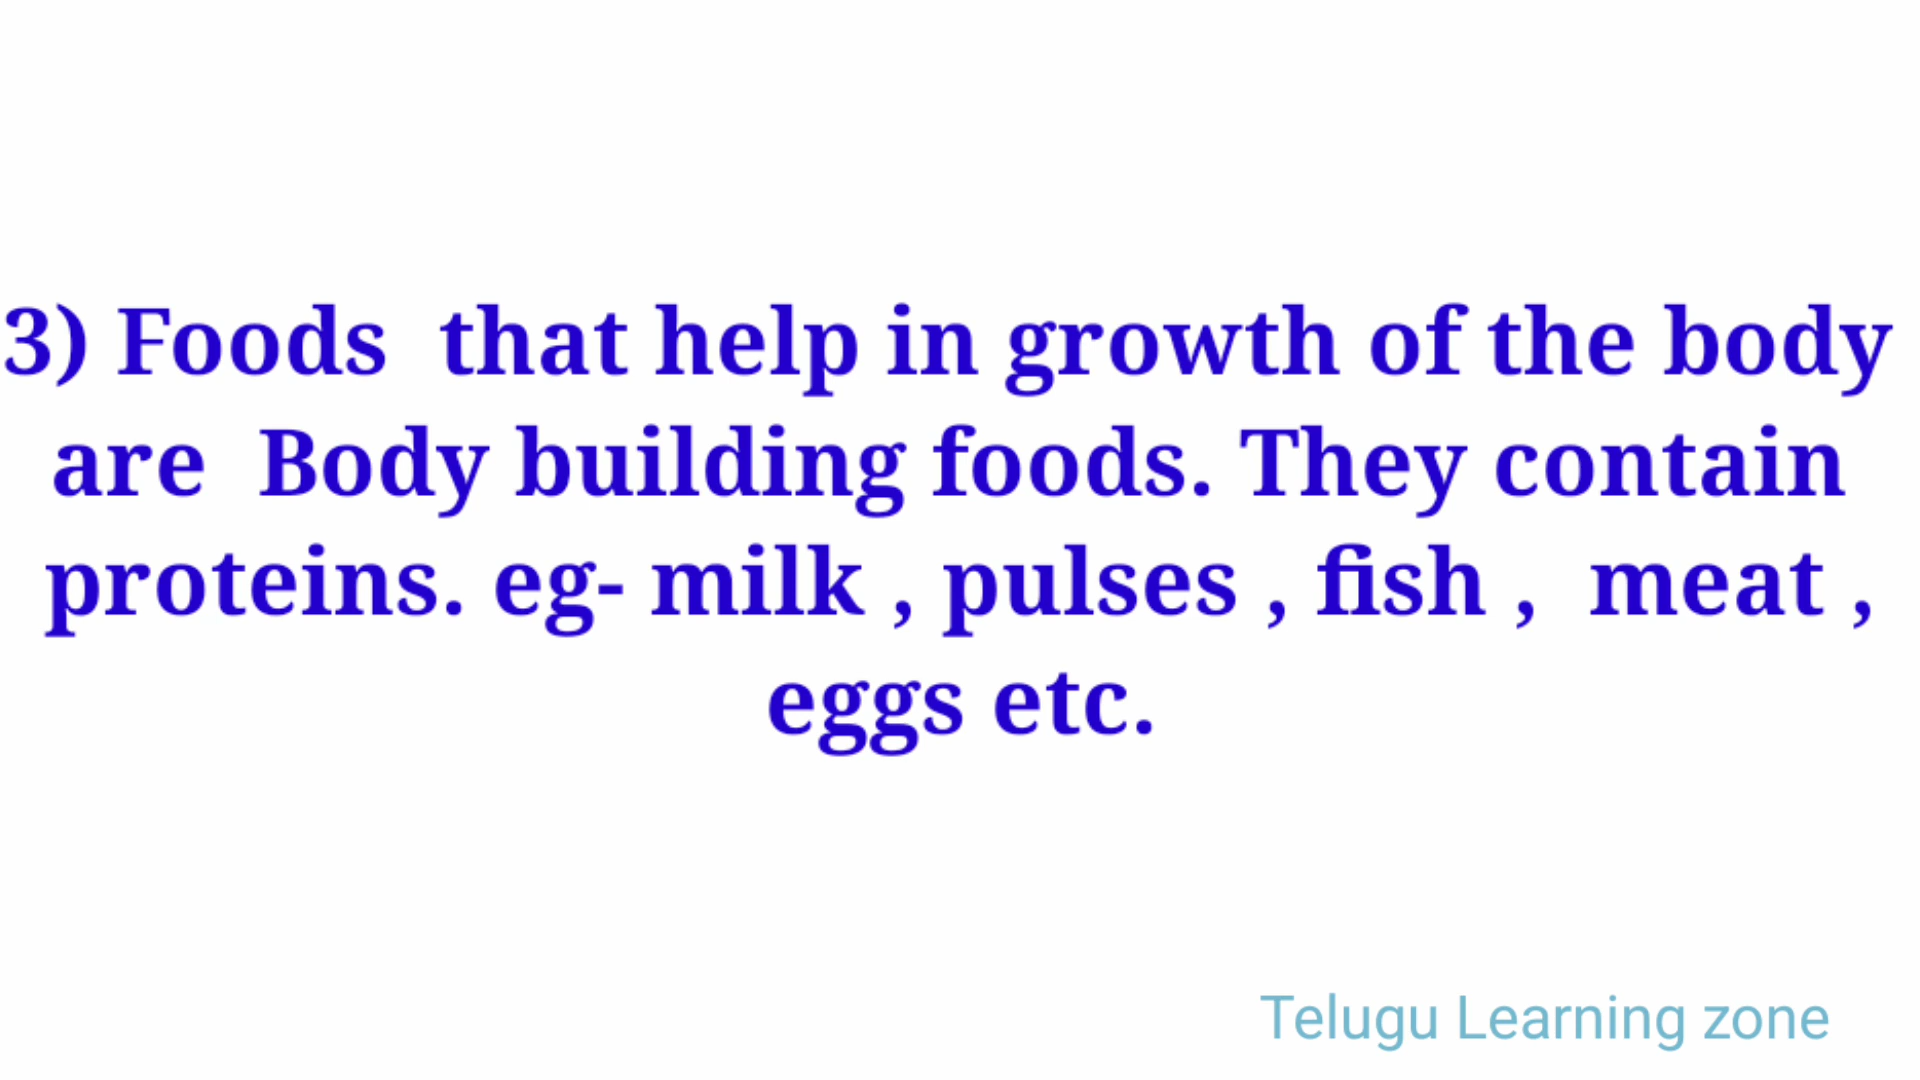 3) Foods  that help in growth of the body
are  Body building foods. They contain
proteins. eg- milk , pulses , fish ,  meat ,
eggs etc.
Telugu Learning zone